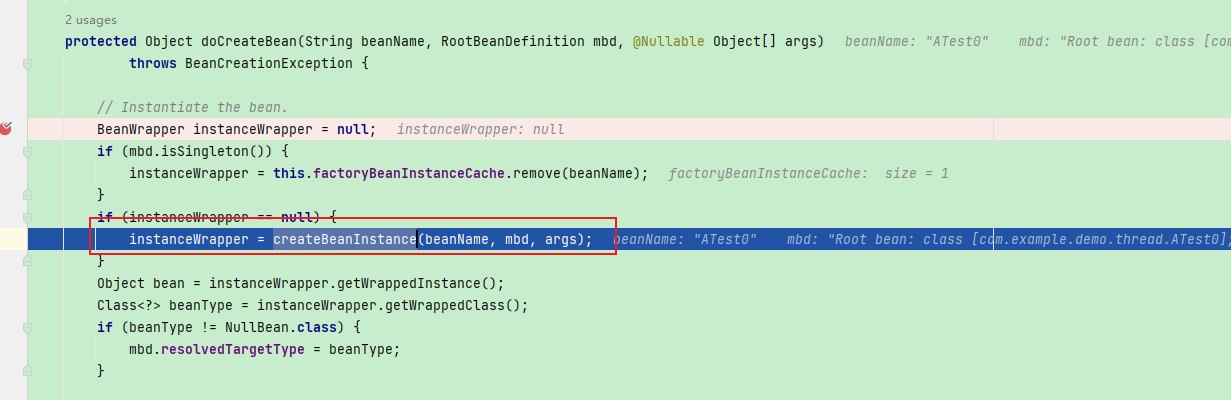 2 usages
protected Object doCreateBean(String beanName, RootBeanDefinition mbd, @Nullable Object[] args)   beanName: "ATest0"    mbd: "Root bean: class [com
        throws BeanCreationException {
    // Instantiate the bean.
    BeanWrapper instanceWrapper = null;   instanceWrapper: null
    if (mbd.isSingleton()) {
        instanceWrapper = this.factoryBeanInstanceCache.remove(beanName);   factoryBeanInstanceCache:  size = 1
    }
    if (instanceWrapper == null) {
        instanceWrapper = createBeanInstance(beanName, mbd, args);   beanName: "ATest0"    mbd: "Root bean: class [com.example.demo.thread.ATest0];
    }
    Object bean = instanceWrapper.getWrappedInstance();
    Class<?> beanType = instanceWrapper.getWrappedClass();
    if (beanType != NullBean.class) {
        mbd.resolvedTargetType = beanType;
    }